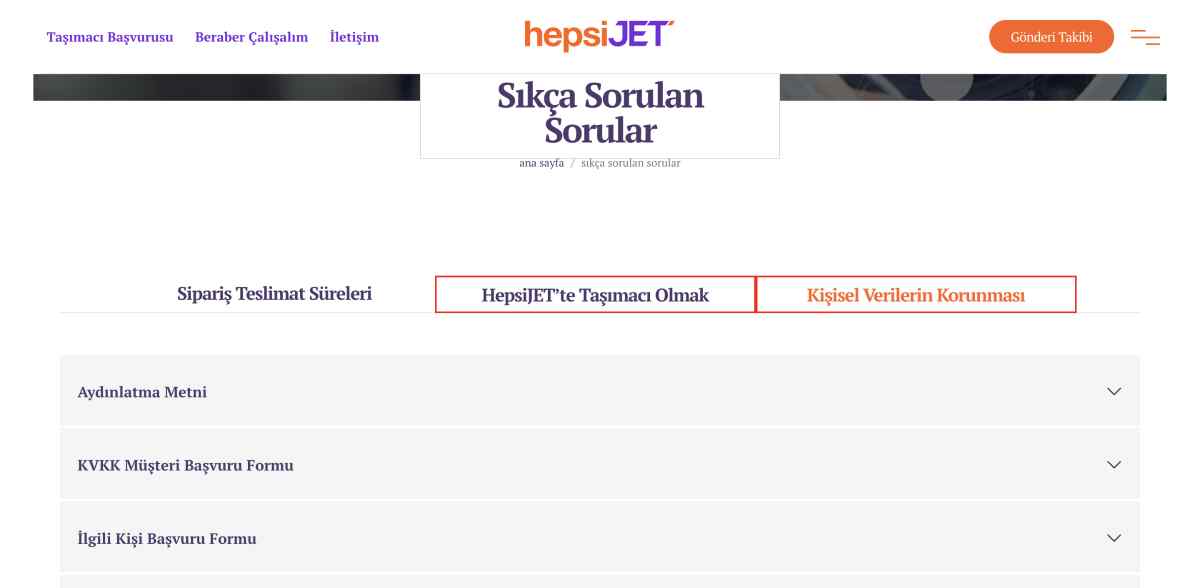 Taşımacı Başvurusu Beraber Çalışalım İletişim hepsiJET Gönderi Takibi
Sıkça Sorulan
Sorular
ana sayfa / sıkça sorulan sorular
Sipariş Teslimat Süreleri HepsiJET’te Taşımacı Olmak Kişisel Verilerin Korunması
Aydınlatma Metni
KVKK Müşteri Başvuru Formu
İlgili Kişi Başvuru Formu